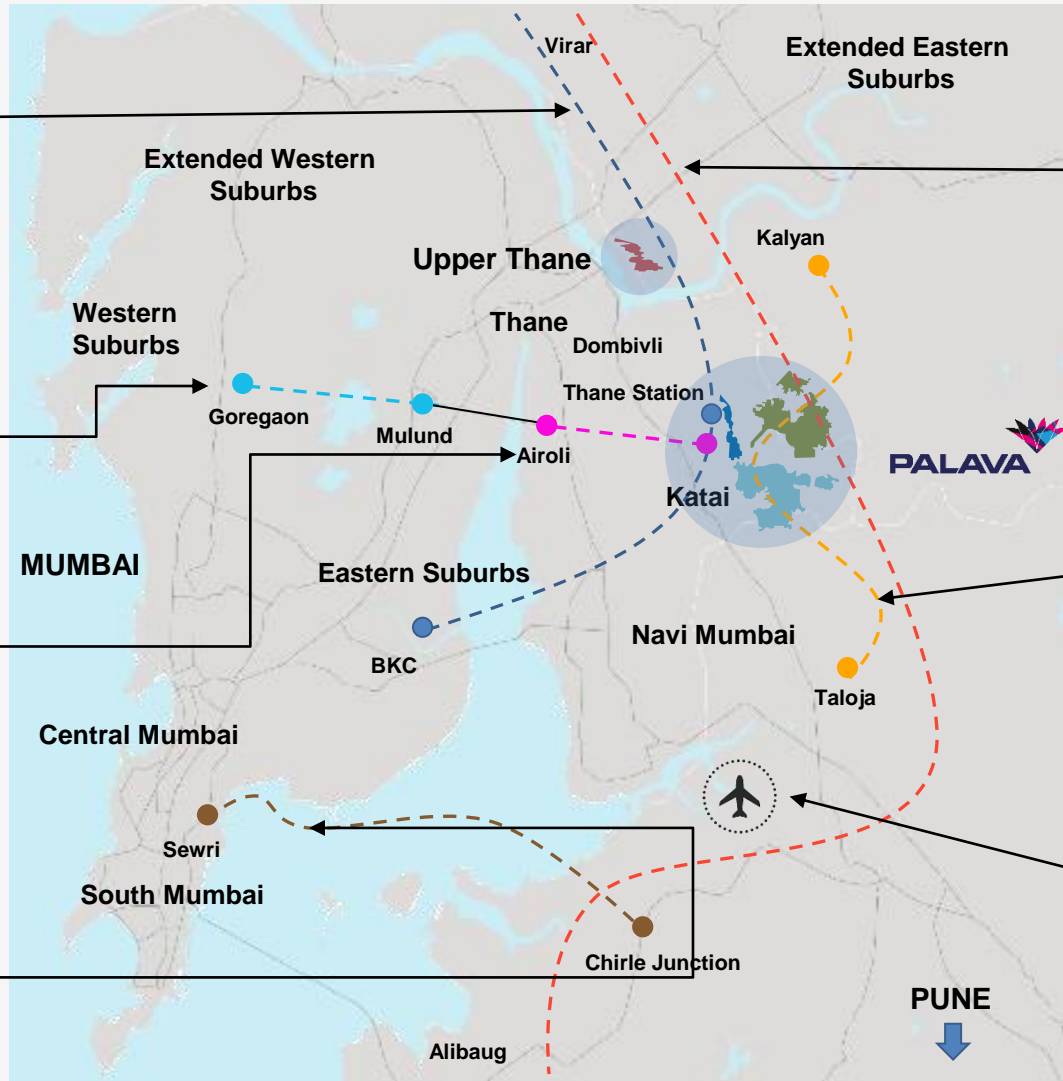 Virar
Extended Eastern
Suburbs
Extended Western
Suburbs
Kalyan
Upper Thane
Western
Suburbs
Thane
Dombivli
Thane Station
Goregaon
Mulund
Airoli
PALAVA
Katai
MUMBAI
Eastern Suburbs
Navi Mumbai
BKC
Taloja
Central Mumbai
Sewri
South Mumbai
Chirle Junction
PUNE
Alibaug